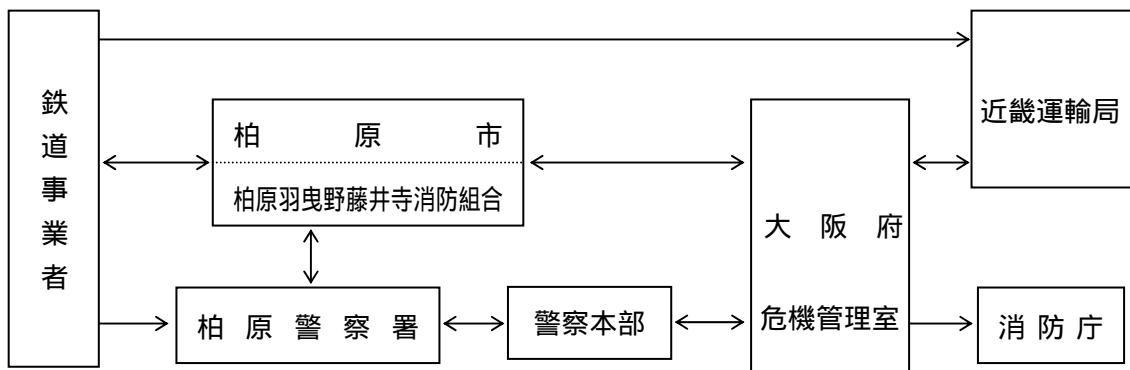 鉄道事業者
近畿運輸局
柏原市
柏原羽曳野藤井寺消防組合
大阪府
危機管理室
柏原警察署
警察本部
消防庁